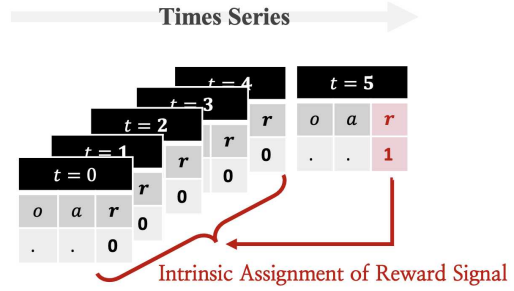 Times Series
t = 4
t = 5
t = 3
r
o a r
t = 2
r
0
. . 1
t = 1
r
0
t = 0
r
0
o a r
0
. . 0
Intrinsic Assignment of Reward Signal